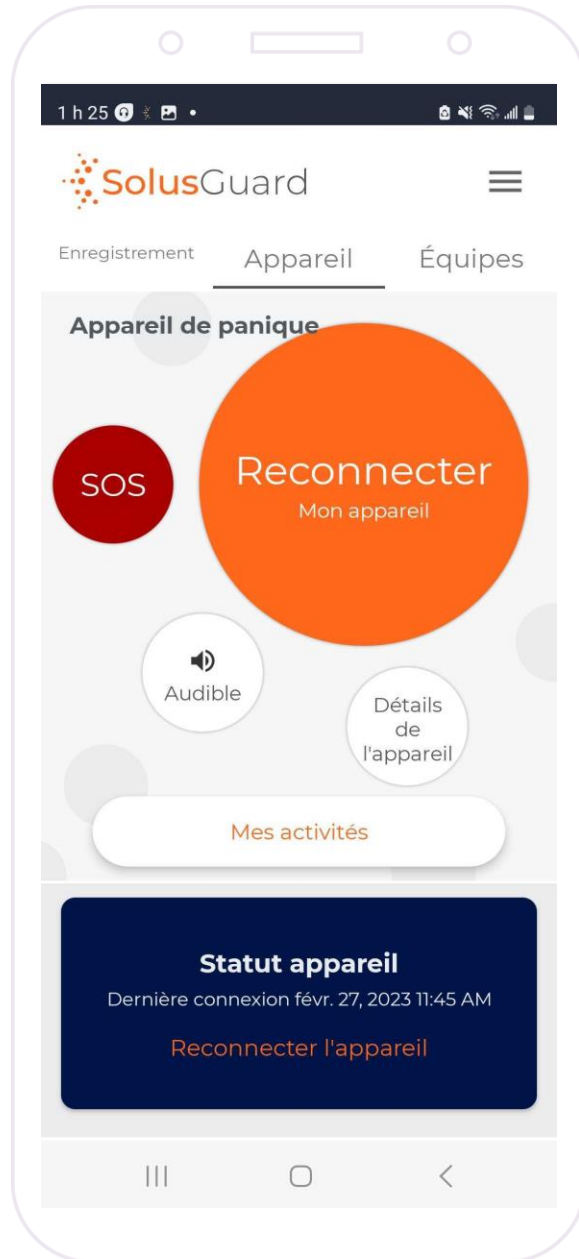 1 h 25
SolusGuard
Enregistrement Appareil Équipes
Appareil de panique
SOS
Reconnecter
Mon appareil
Audible
Détails
de
l'appareil
Mes activités
Statut appareil
Dernière connexion févr. 27, 2023 11:45 AM
Reconnecter l'appareil